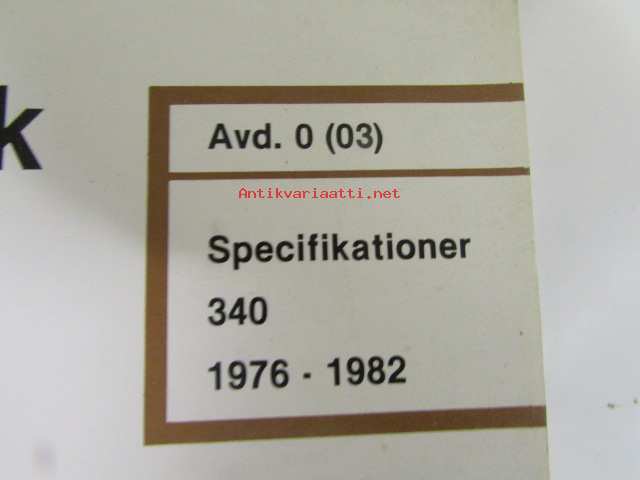 k
Avd. 0 (03)
Antikvariaatti.net
Specifikationer
340
1976 - 1982